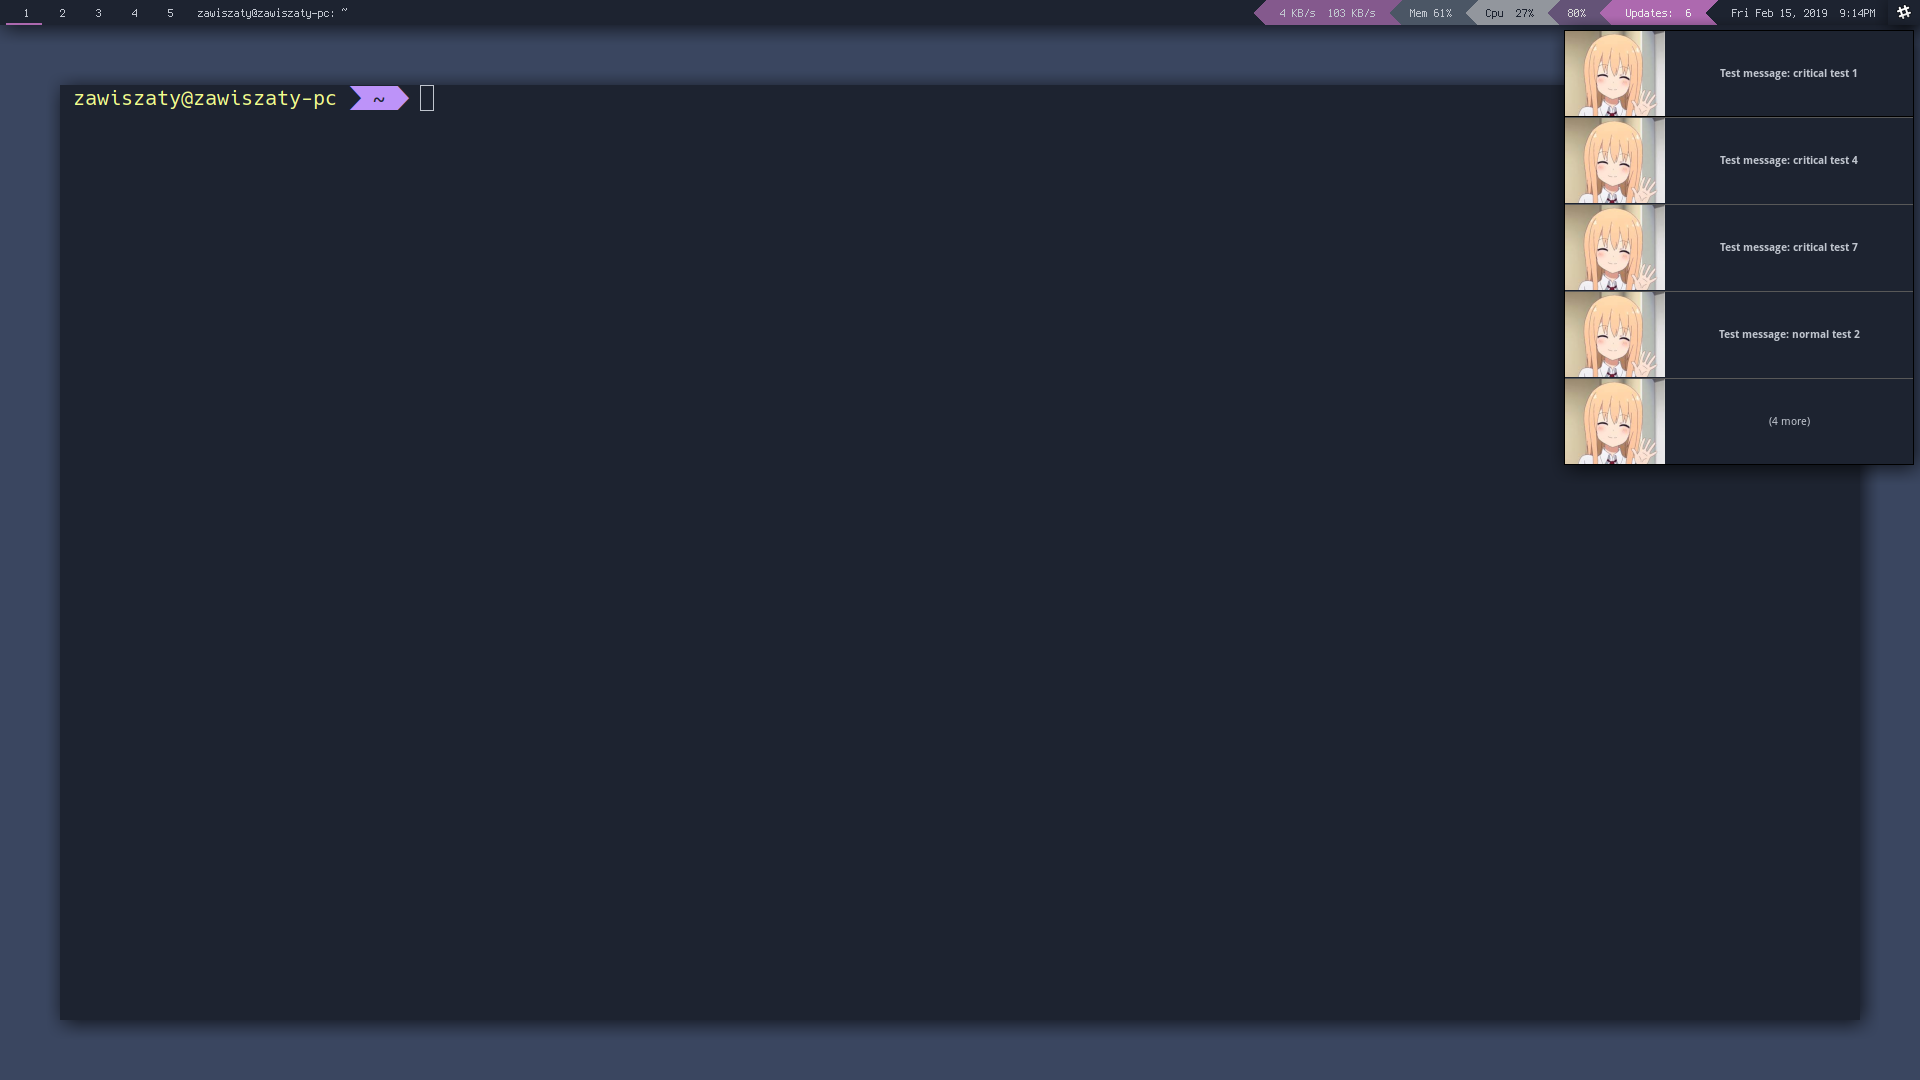 1 2 3 4 5 zawiszaty@zawiszaty-pc: ~ 4 KB/s 103 KB/s Mem 61% Cpu 27% 80% Updates: 6 Fri Feb 15, 2019 9:14PM
zawiszaty@zawiszaty-pc ~
Test message: critical test 1
Test message: critical test 4
Test message: critical test 7
Test message: normal test 2
(4 more)